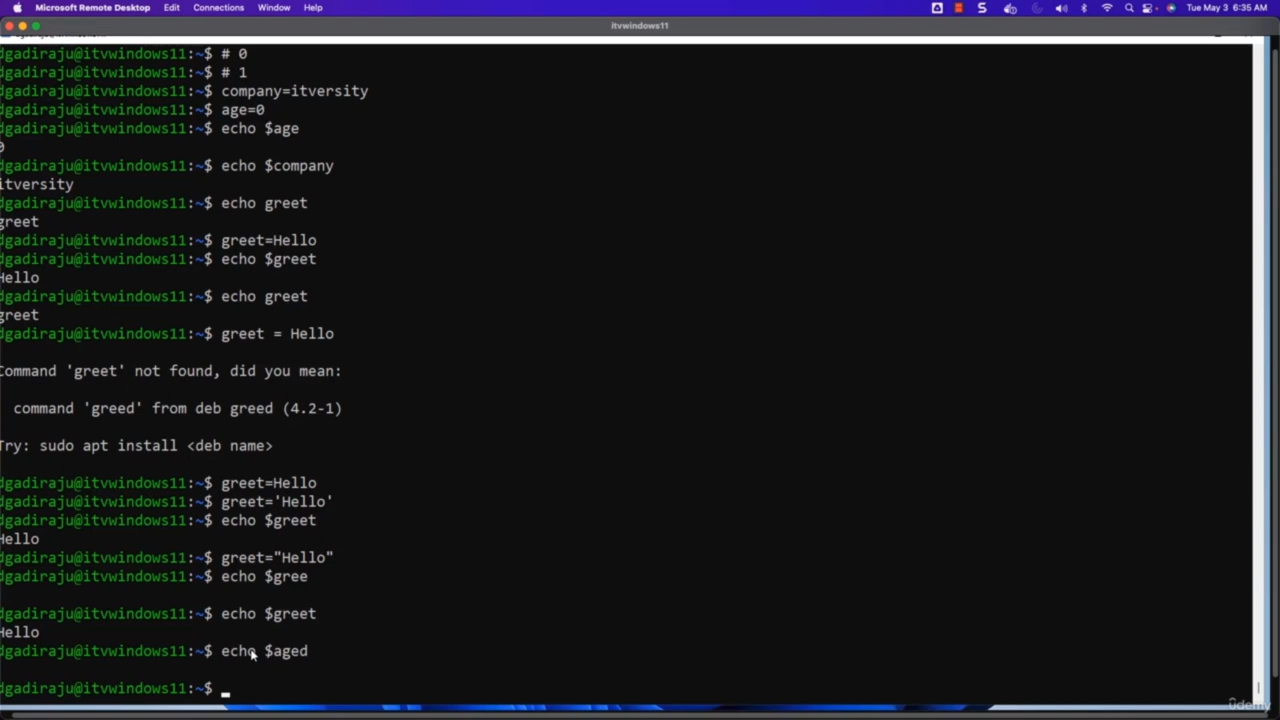 Microsoft Remote Desktop Edit Connections Window Help Tue May 3 6:35 AM
itvwindows11
dgadiraju@itvwindows11:~$ # 0
dgadiraju@itvwindows11:~$ # 1
dgadiraju@itvwindows11:~$ company=itversity
dgadiraju@itvwindows11:~$ age=0
dgadiraju@itvwindows11:~$ echo $age
0
dgadiraju@itvwindows11:~$ echo $company
itversity
dgadiraju@itvwindows11:~$ echo greet
greet
dgadiraju@itvwindows11:~$ greet=Hello
dgadiraju@itvwindows11:~$ echo $greet
Hello
dgadiraju@itvwindows11:~$ echo greet
greet
dgadiraju@itvwindows11:~$ greet = Hello
Command 'greet' not found, did you mean:
command 'greed' from deb greed (4.2-1)
Try: sudo apt install <deb name>
dgadiraju@itvwindows11:~$ greet=Hello
dgadiraju@itvwindows11:~$ greet='Hello'
dgadiraju@itvwindows11:~$ echo $greet
Hello
dgadiraju@itvwindows11:~$ greet="Hello"
dgadiraju@itvwindows11:~$ echo $gree
dgadiraju@itvwindows11:~$ echo $greet
Hello
dgadiraju@itvwindows11:~$ echo $aged
dgadiraju@itvwindows11:~$
ûdemy